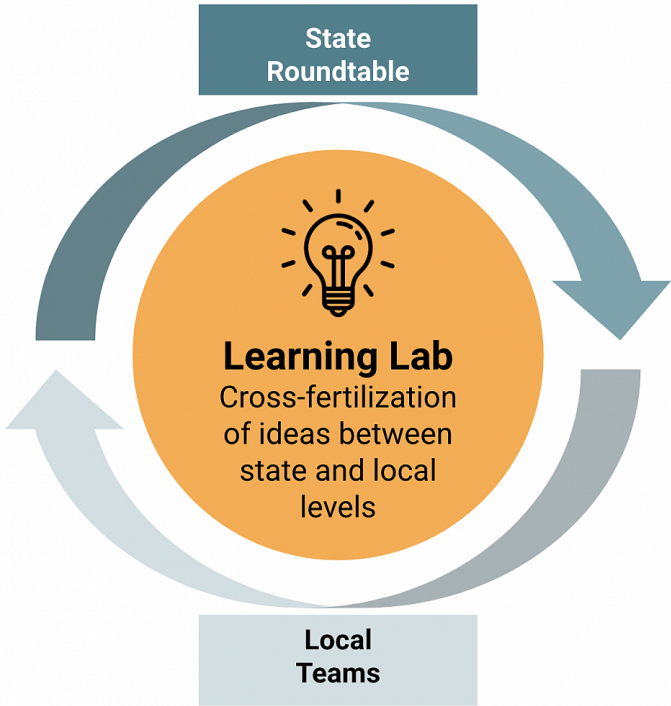 State
Roundtable
Learning Lab
Cross-fertilization
of ideas between
state and local
levels
Local
Teams